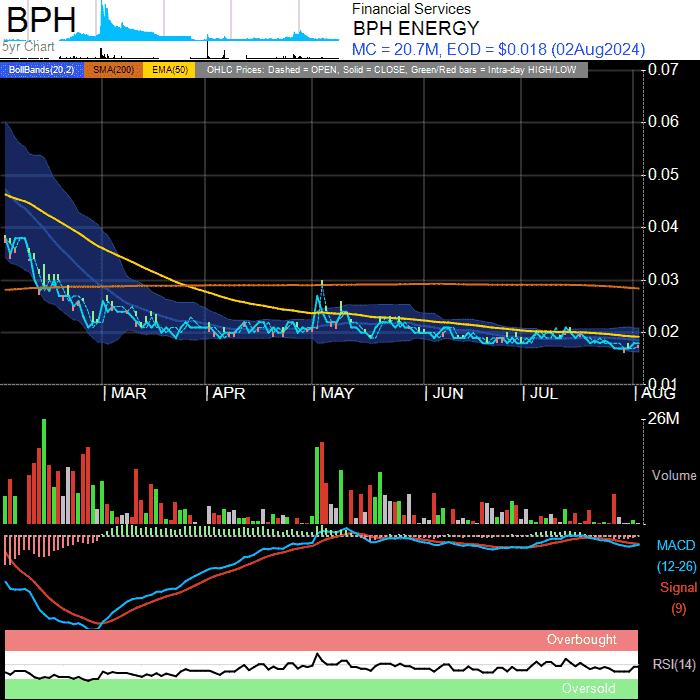 BPH
5yr Chart
Financial Services
BPH ENERGY
MC = 20.7M, EOD = $0.018 (02Aug2024)
BollBands(20,2) SMA(200) EMA(50) OHLC Prices: Dashed = OPEN, Solid = CLOSE, Green/Red bars = Intra-day HIGH/LOW
0.07
0.06
0.05
0.04
0.03
0.02
0.01
MAR APR MAY JUN JUL AUG
26M
Volume
MACD
(12-26)
Signal
(9)
Overbought
RSI(14)
Oversold